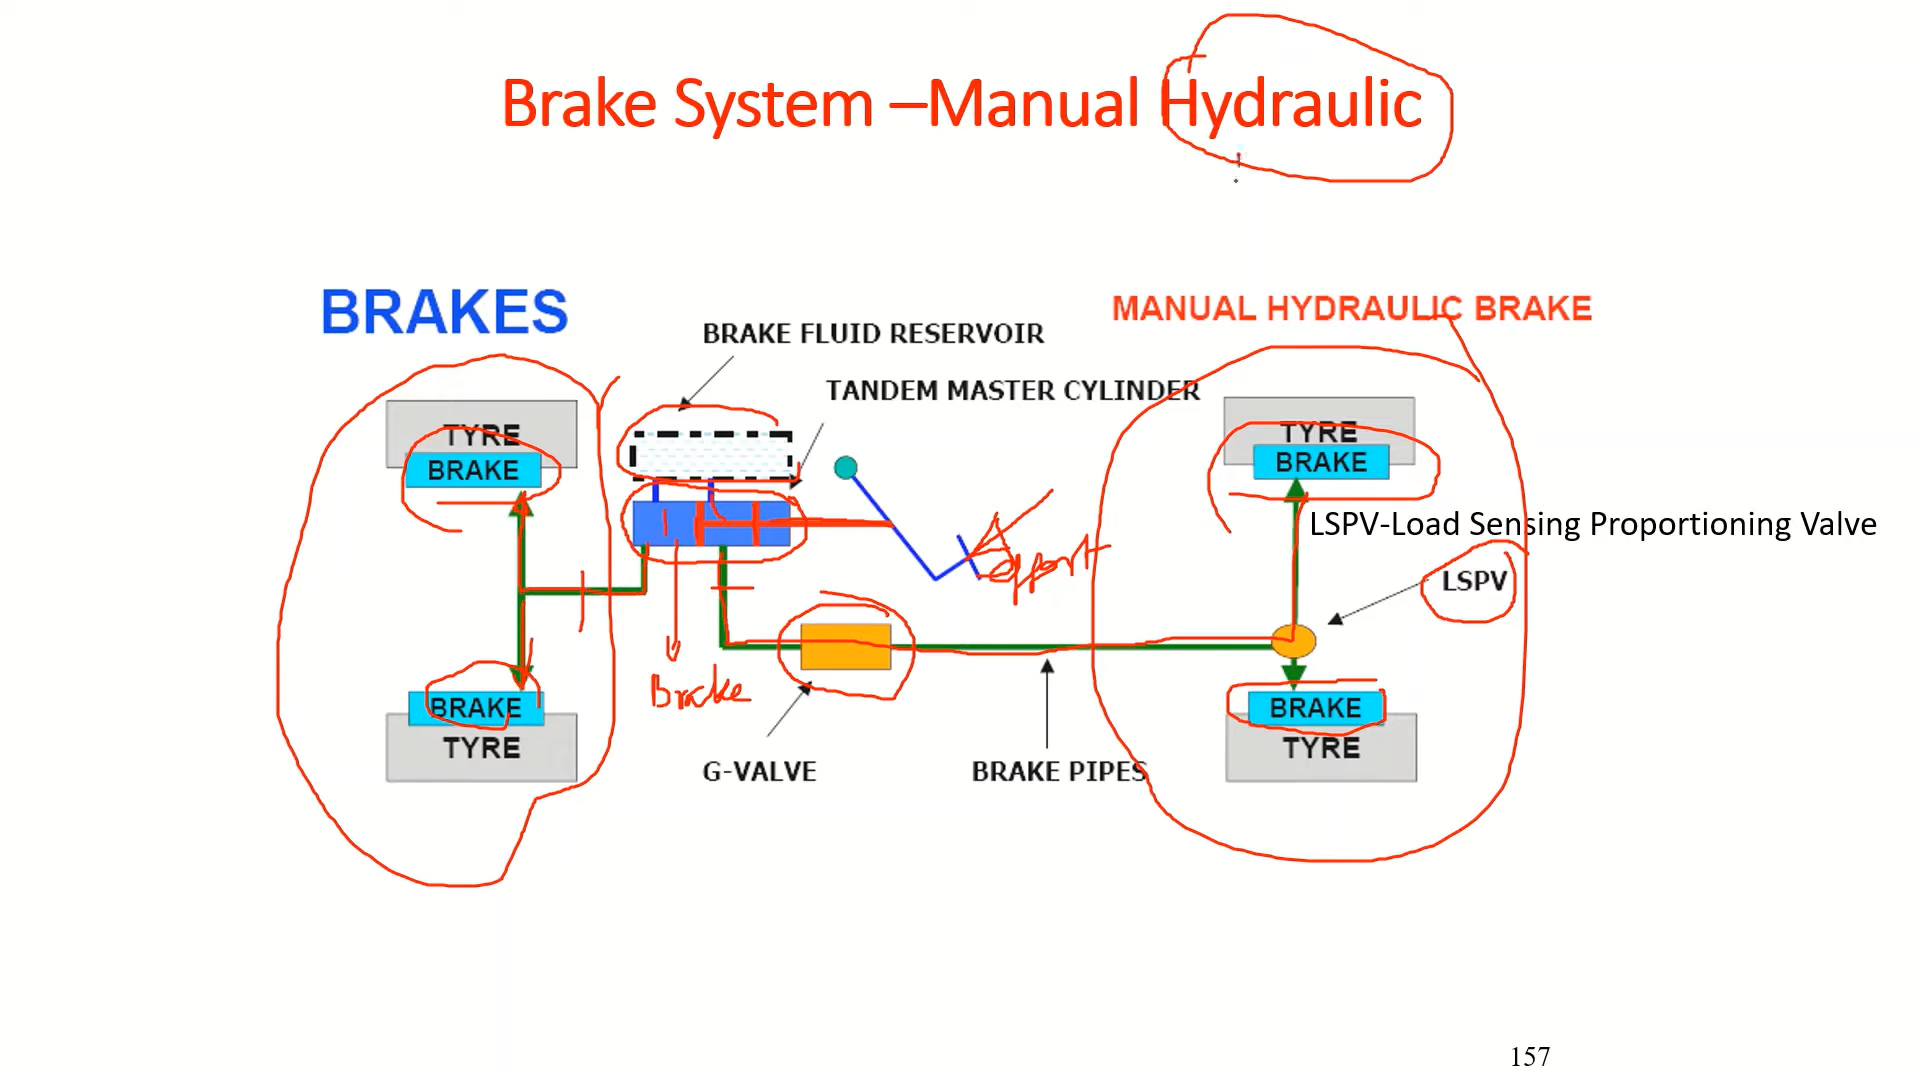 Brake System –Manual Hydraulic
BRAKES
MANUAL HYDRAULIC BRAKE
BRAKE FLUID RESERVOIR
TANDEM MASTER CYLINDER
TYRE
BRAKE
TYRE
BRAKE
LSPV-Load Sensing Proportioning Valve
LSPV
Brake
BRAKE
TYRE
BRAKE
TYRE
G-VALVE
BRAKE PIPES
157